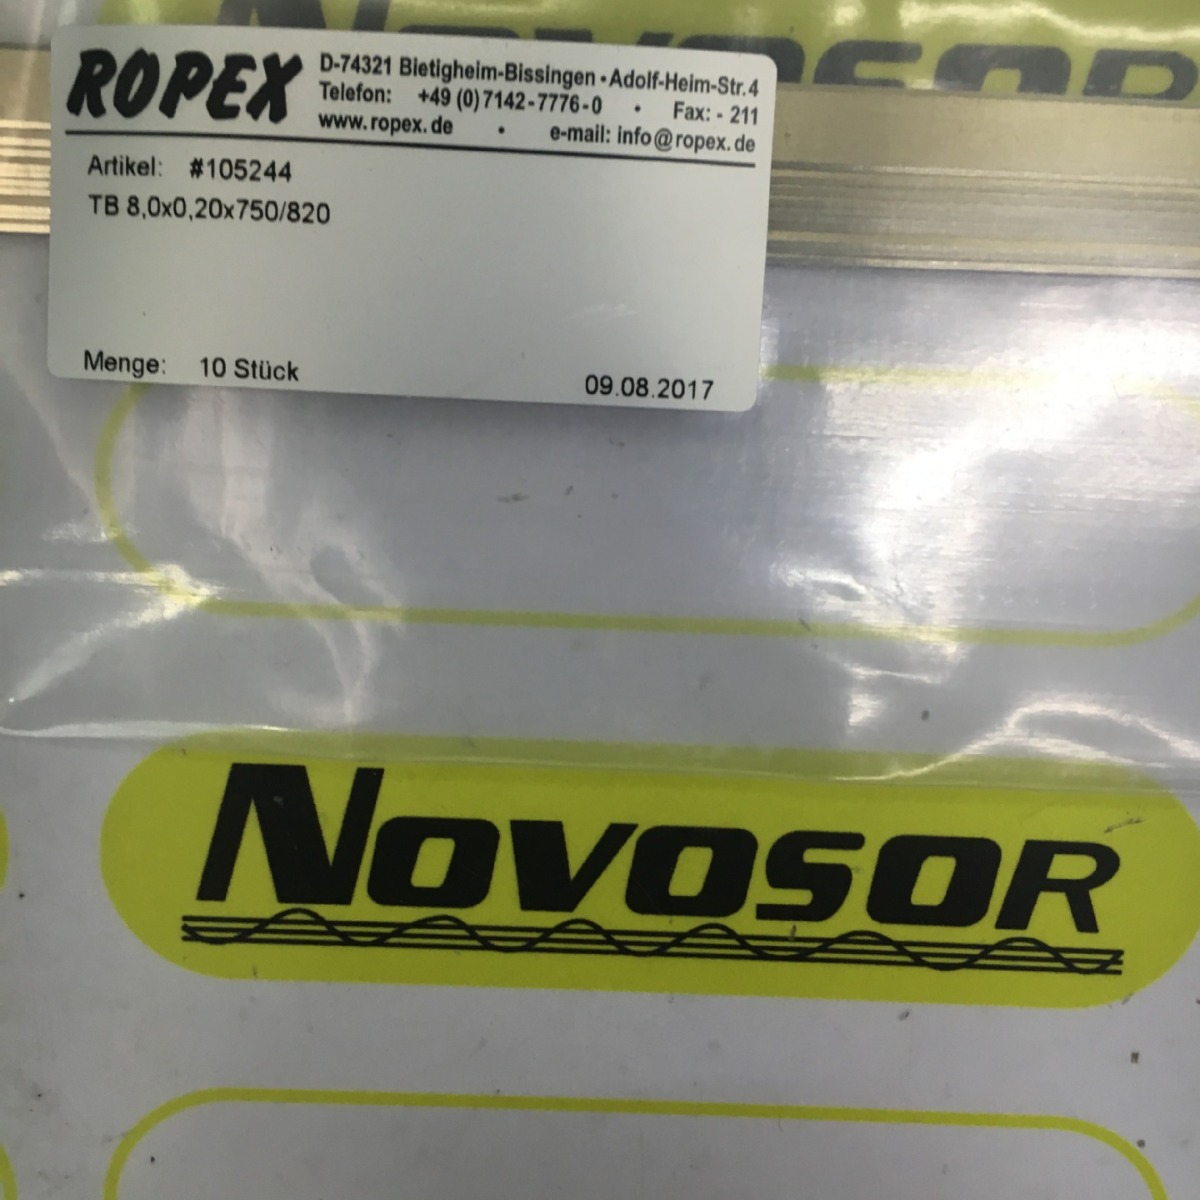 NOVOSOR
ROPEX
D-74321 Bietigheim-Bissingen • Adolf-Heim-Str. 4
Telefon: +49 (0) 7142 - 7776 - 0 • Fax: - 211
www.ropex.de • e-mail: info@ropex.de
Artikel: #105244
TB 8,0x0,20x750/820
Menge: 10 Stück 09.08.2017
NOVOSOR